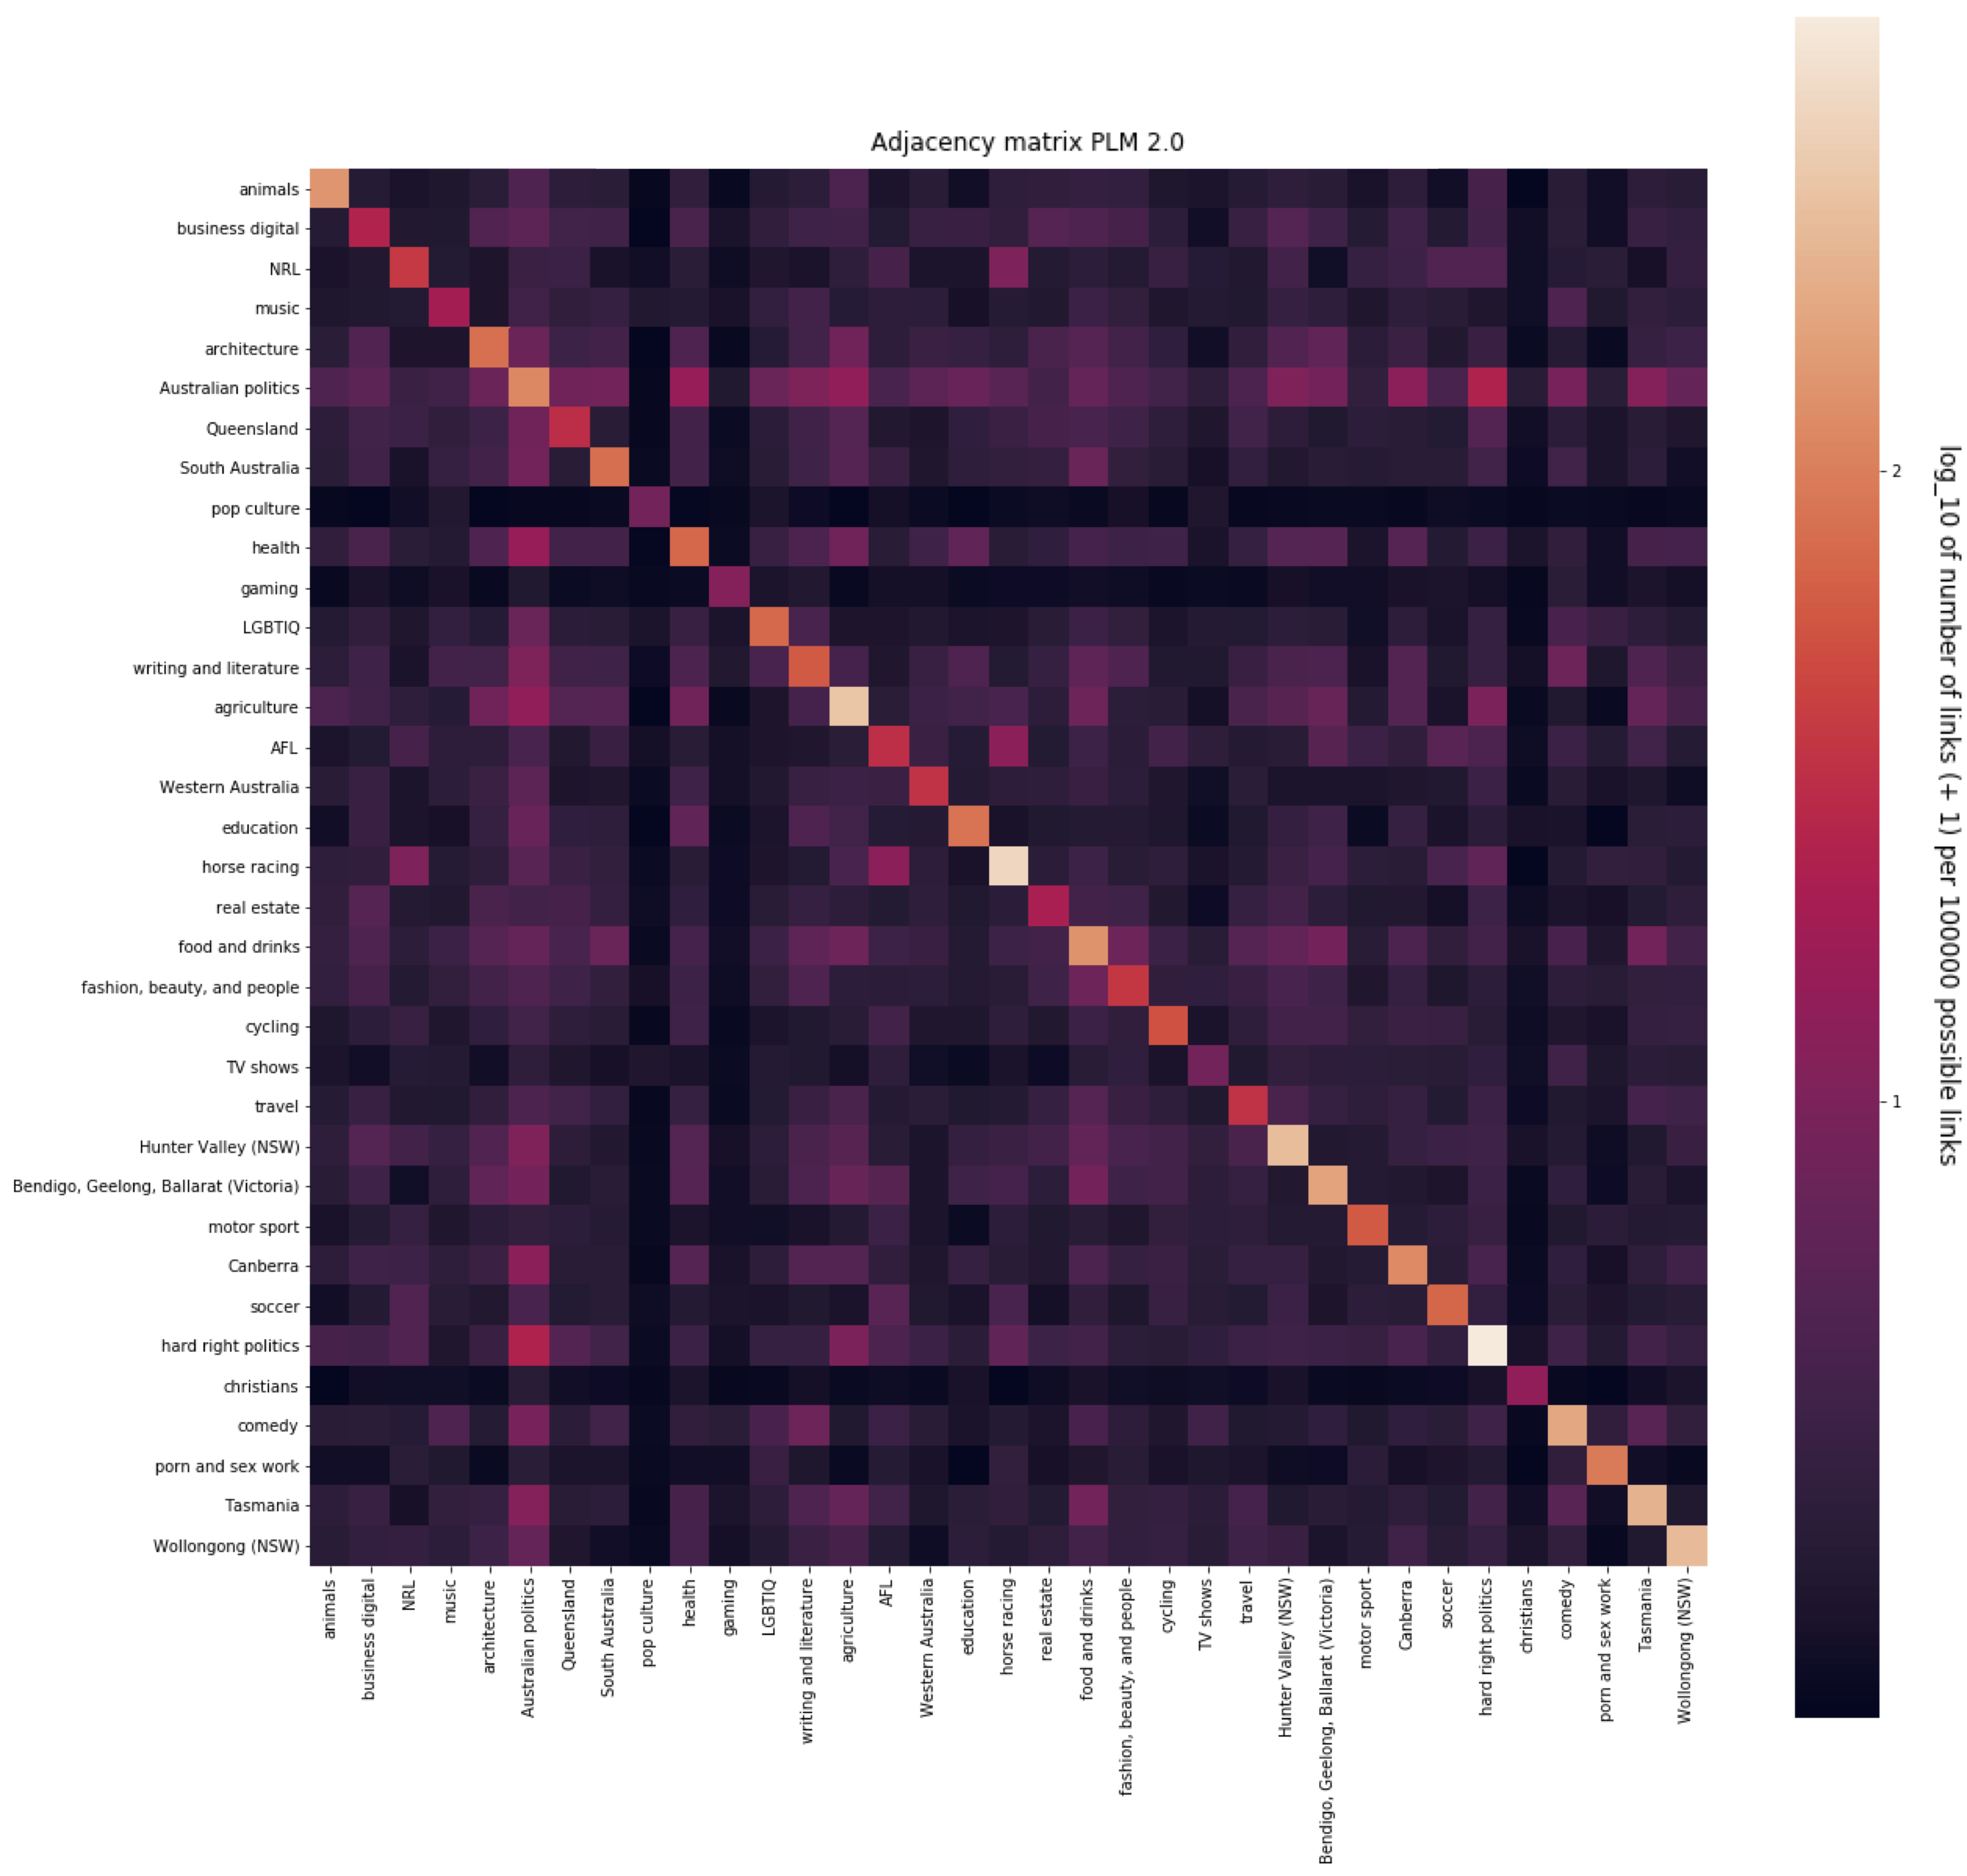 Adjacency matrix PLM 2.0
animals
business digital
NRL
music
architecture
Australian politics
Queensland
South Australia
pop culture
health
gaming
LGBTIQ
writing and literature
agriculture
AFL
Western Australia
education
horse racing
real estate
food and drinks
fashion, beauty, and people
cycling
TV shows
travel
Hunter Valley (NSW)
Bendigo, Geelong, Ballarat (Victoria)
motor sport
Canberra
soccer
hard right politics
christians
comedy
porn and sex work
Tasmania
Wollongong (NSW)
animals
business digital
NRL
music
architecture
Australian politics
Queensland
South Australia
pop culture
health
gaming
LGBTIQ
writing and literature
agriculture
AFL
Western Australia
education
horse racing
real estate
food and drinks
fashion, beauty, and people
cycling
TV shows
travel
Hunter Valley (NSW)
Bendigo, Geelong, Ballarat (Victoria)
motor sport
Canberra
soccer
hard right politics
christians
comedy
porn and sex work
Tasmania
Wollongong (NSW)
2
1
log_10 of number of links (+ 1) per 100000 possible links